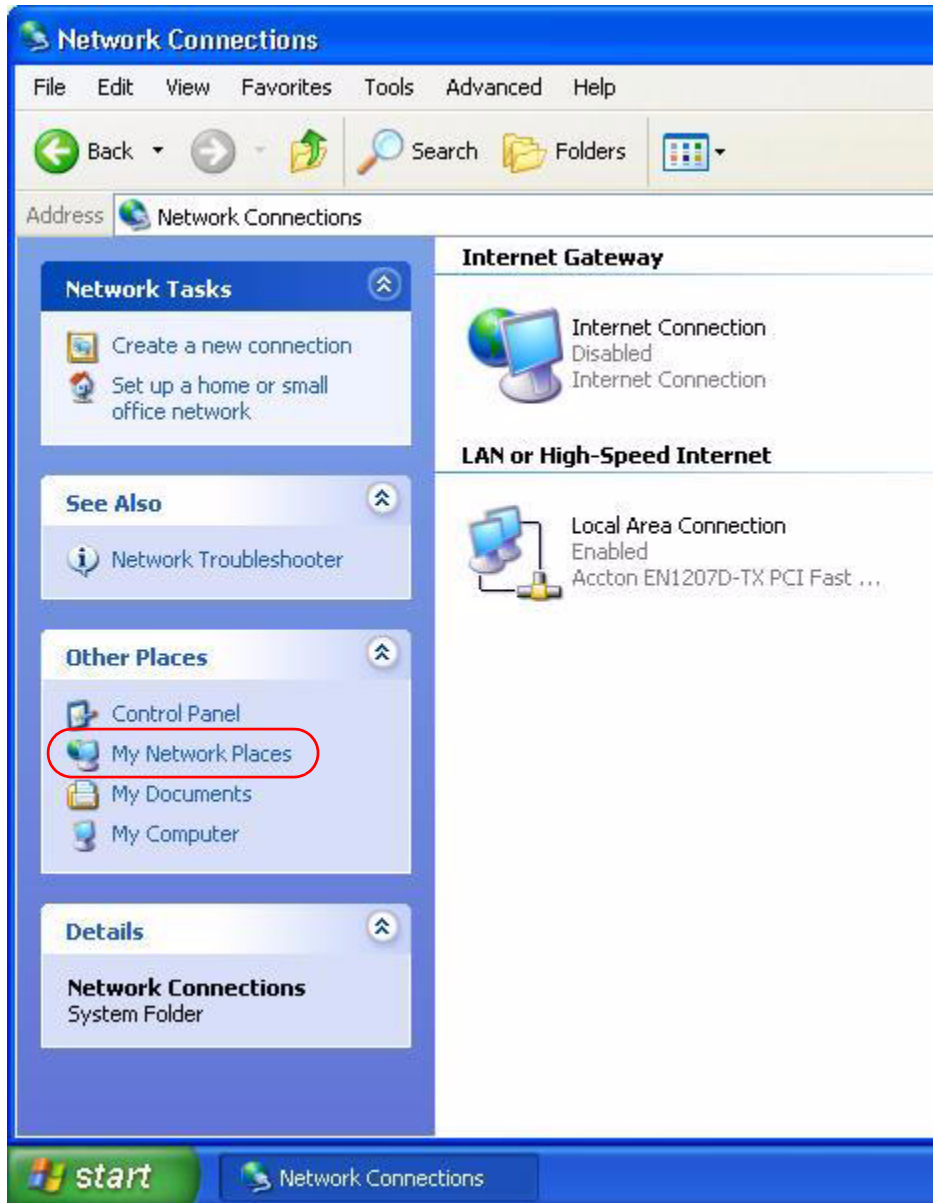 Network Connections
File Edit View Favorites Tools Advanced Help
Back Search Folders
Address Network Connections
Network Tasks
Create a new connection
Set up a home or small
office network
See Also
Network Troubleshooter
Other Places
Control Panel
My Network Places
My Documents
My Computer
Details
Network Connections
System Folder
Internet Gateway
Internet Connection
Disabled
Internet Connection
LAN or High-Speed Internet
Local Area Connection
Enabled
Accton EN1207D-TX PCI Fast ...
start Network Connections